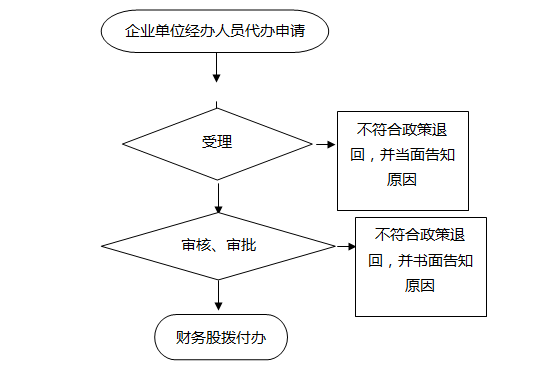 企业单位经办人员代办申请
受理
不符合政策退
回，并当面告知
原因
审核、审批
不符合政策退
回，并书面告知
原因
财务股拨付办